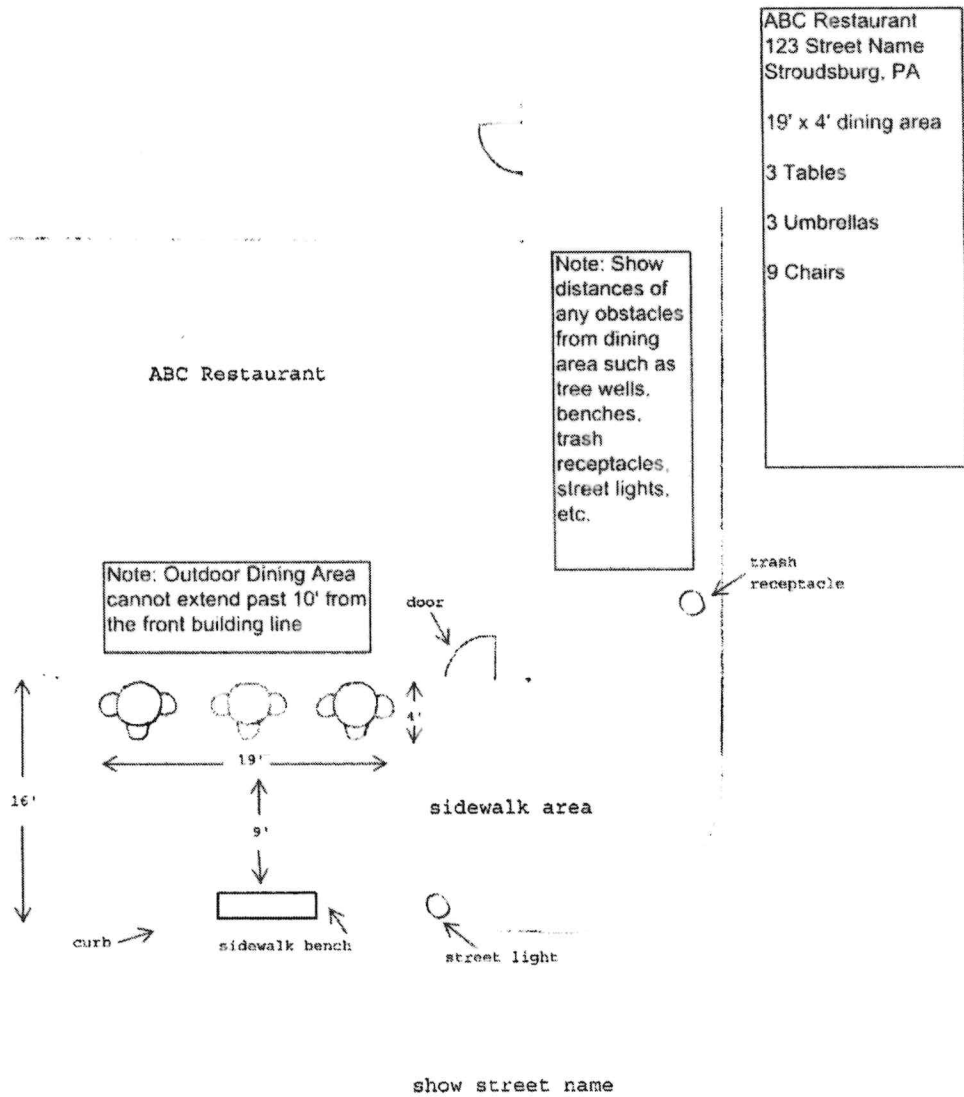 ABC Restaurant
123 Street Name
Stroudsburg, PA
19' x 4' dining area
3 Tables
3 Umbrellas
9 Chairs
Note: Show
distances of
any obstacles
from dining
area such as
tree wells,
benches,
trash
receptacles,
street lights,
etc.
ABC Restaurant
trash
receptacle
Note: Outdoor Dining Area
cannot extend past 10' from
the front building line
door
4'
19'
16'
sidewalk area
9'
curb
sidewalk bench
street light
show street name